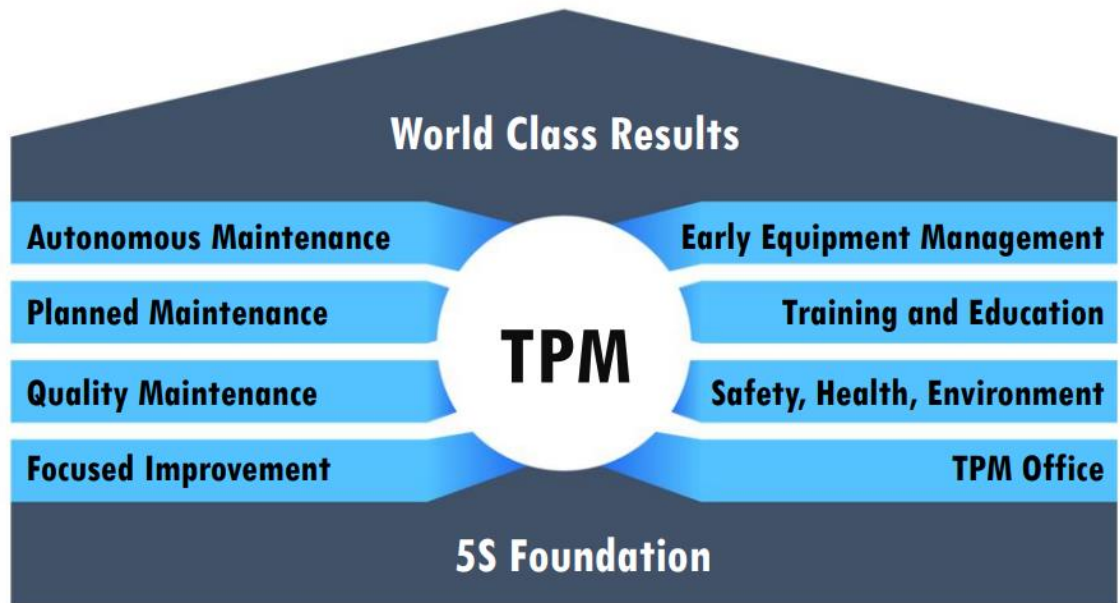 World Class Results
Autonomous Maintenance
Planned Maintenance
Quality Maintenance
Focused Improvement
TPM
Early Equipment Management
Training and Education
Safety, Health, Environment
TPM Office
5S Foundation